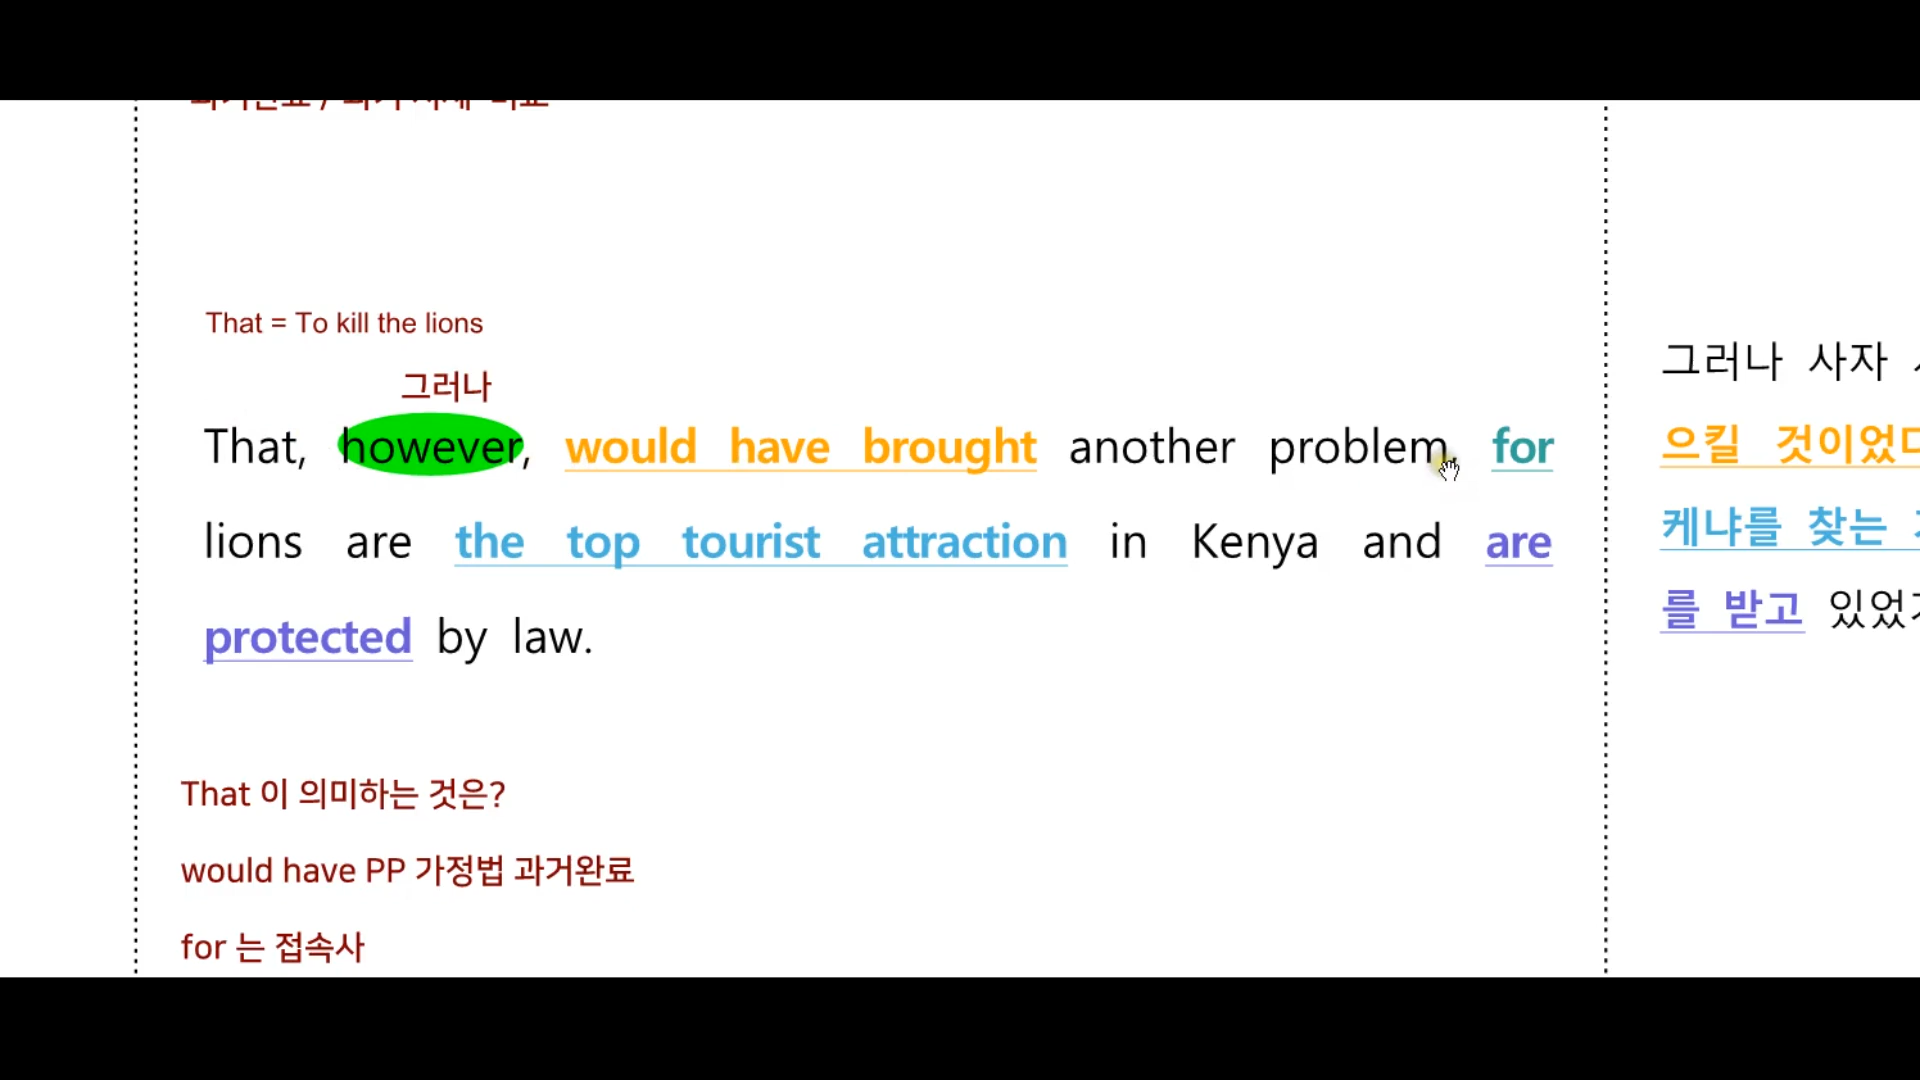 That = To kill the lions
그러나
That, however, would have brought another problem, for
lions are the top tourist attraction in Kenya and are
protected by law.
That 이 의미하는 것은?
would have PP 가정법 과거완료
for 는 접속사
그러나 사자
으킬 것이었다
케냐를 찾는
를 받고 있었